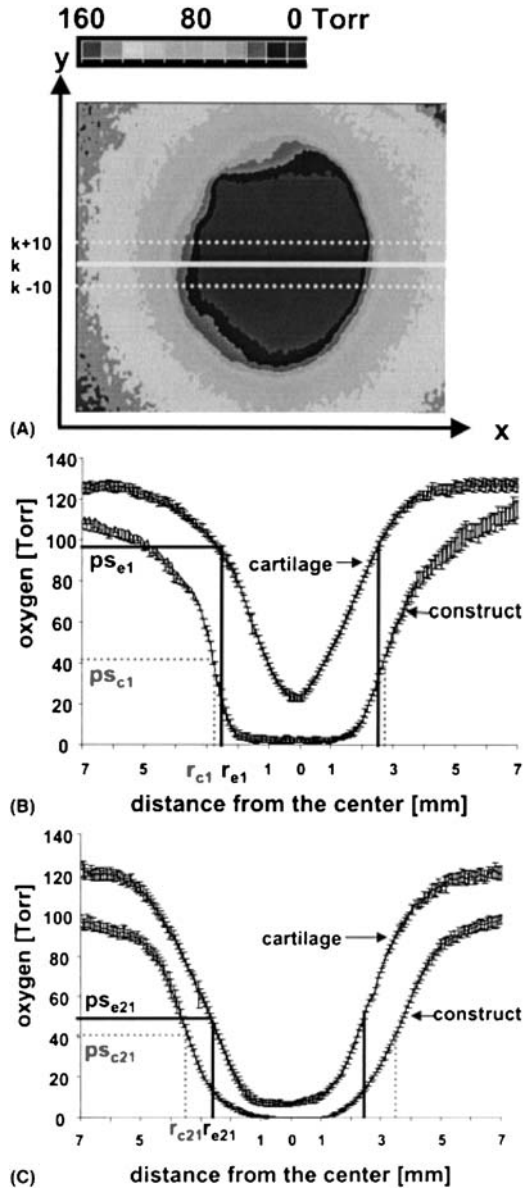 160 80 0 Torr
y
k+10
k
k -10
(A)
x
140
120
100
80
60
40
20
0
oxygen [Torr]
ps_e1
ps_c1
cartilage
construct
7 5 1 0 1 3 5 7
r_c1 r_e1
(B) distance from the center [mm]
140
120
100
80
60
40
20
0
oxygen [Torr]
ps_e21
ps_c21
cartilage
construct
7 5 1 0 1 3 5 7
r_c21 r_e21
(C) distance from the center [mm]